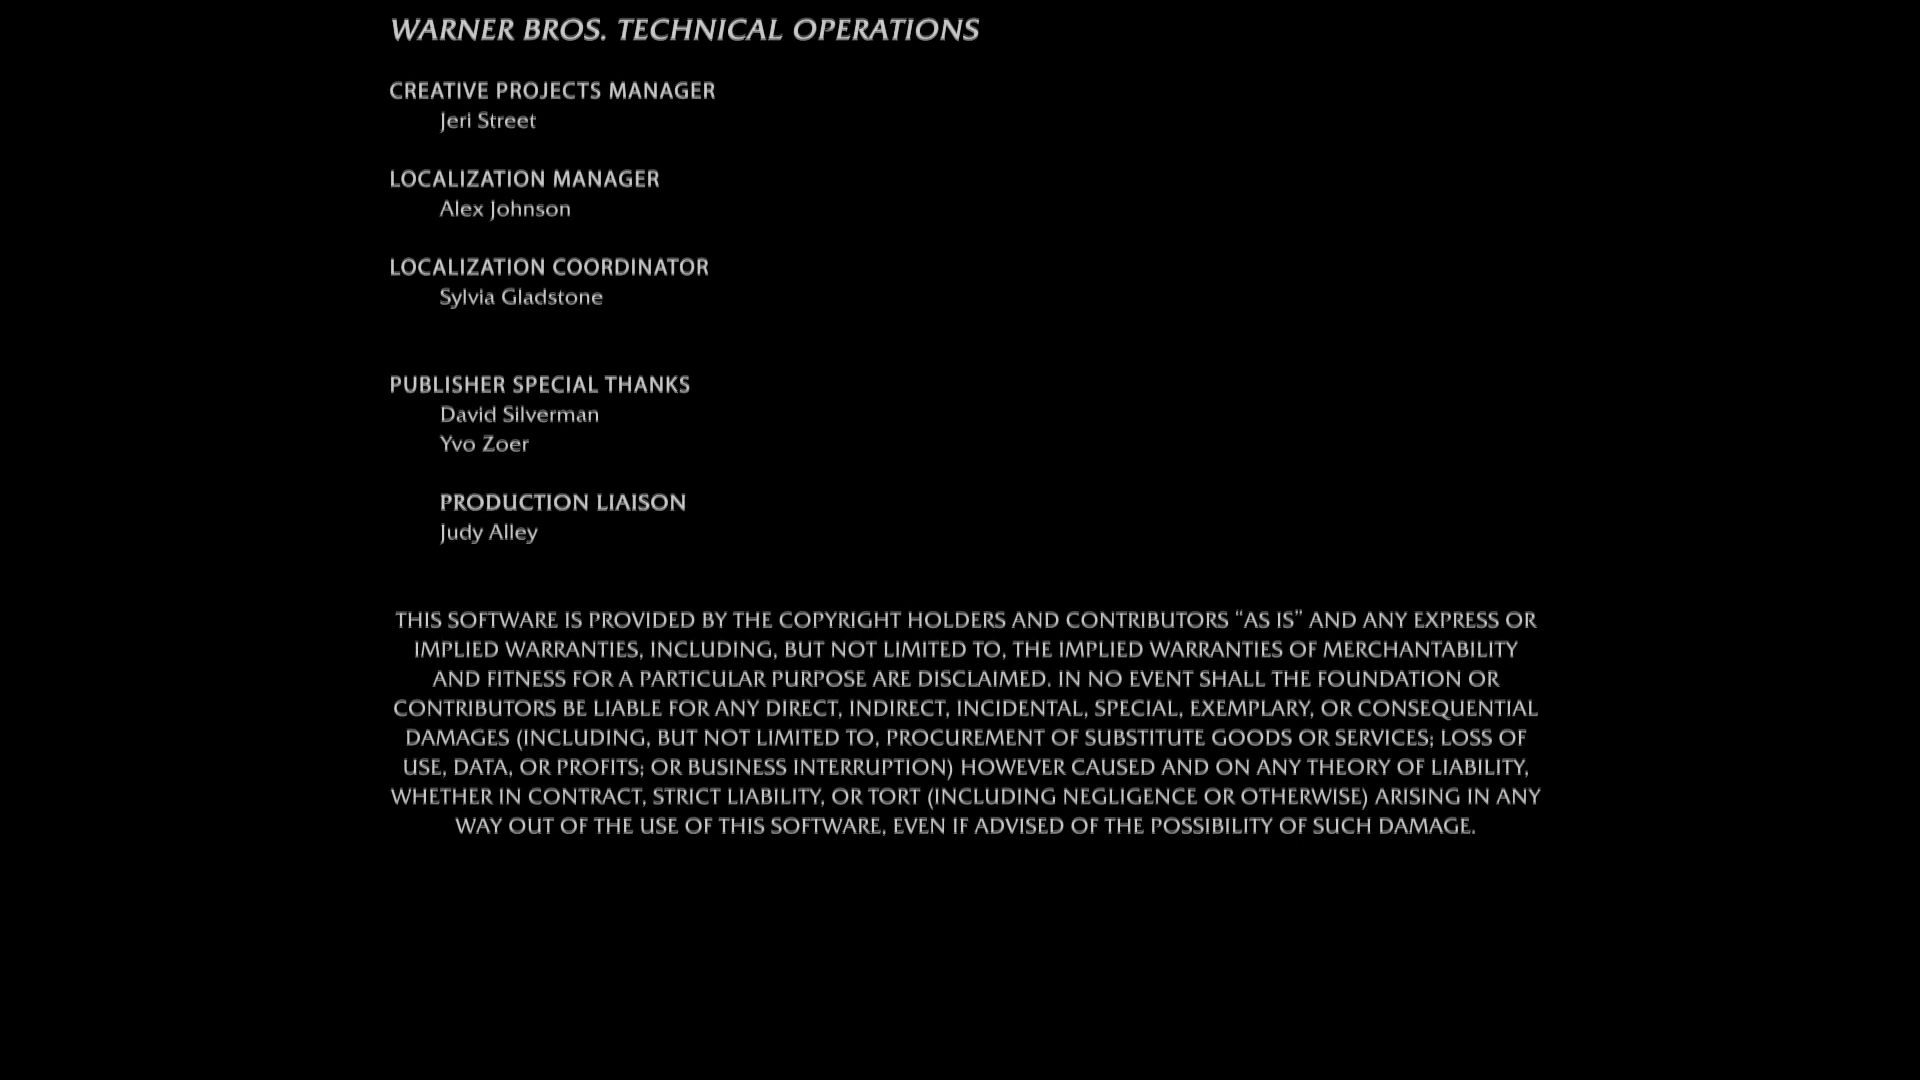 WARNER BROS. TECHNICAL OPERATIONS
CREATIVE PROJECTS MANAGER
Jeri Street
LOCALIZATION MANAGER
Alex Johnson
LOCALIZATION COORDINATOR
Sylvia Gladstone
PUBLISHER SPECIAL THANKS
David Silverman
Yvo Zoer
PRODUCTION LIAISON
Judy Alley
THIS SOFTWARE IS PROVIDED BY THE COPYRIGHT HOLDERS AND CONTRIBUTORS “AS IS” AND ANY EXPRESS OR
IMPLIED WARRANTIES, INCLUDING, BUT NOT LIMITED TO, THE IMPLIED WARRANTIES OF MERCHANTABILITY
AND FITNESS FOR A PARTICULAR PURPOSE ARE DISCLAIMED. IN NO EVENT SHALL THE FOUNDATION OR
CONTRIBUTORS BE LIABLE FOR ANY DIRECT, INDIRECT, INCIDENTAL, SPECIAL, EXEMPLARY, OR CONSEQUENTIAL
DAMAGES (INCLUDING, BUT NOT LIMITED TO, PROCUREMENT OF SUBSTITUTE GOODS OR SERVICES; LOSS OF
USE, DATA, OR PROFITS; OR BUSINESS INTERRUPTION) HOWEVER CAUSED AND ON ANY THEORY OF LIABILITY,
WHETHER IN CONTRACT, STRICT LIABILITY, OR TORT (INCLUDING NEGLIGENCE OR OTHERWISE) ARISING IN ANY
WAY OUT OF THE USE OF THIS SOFTWARE, EVEN IF ADVISED OF THE POSSIBILITY OF SUCH DAMAGE.